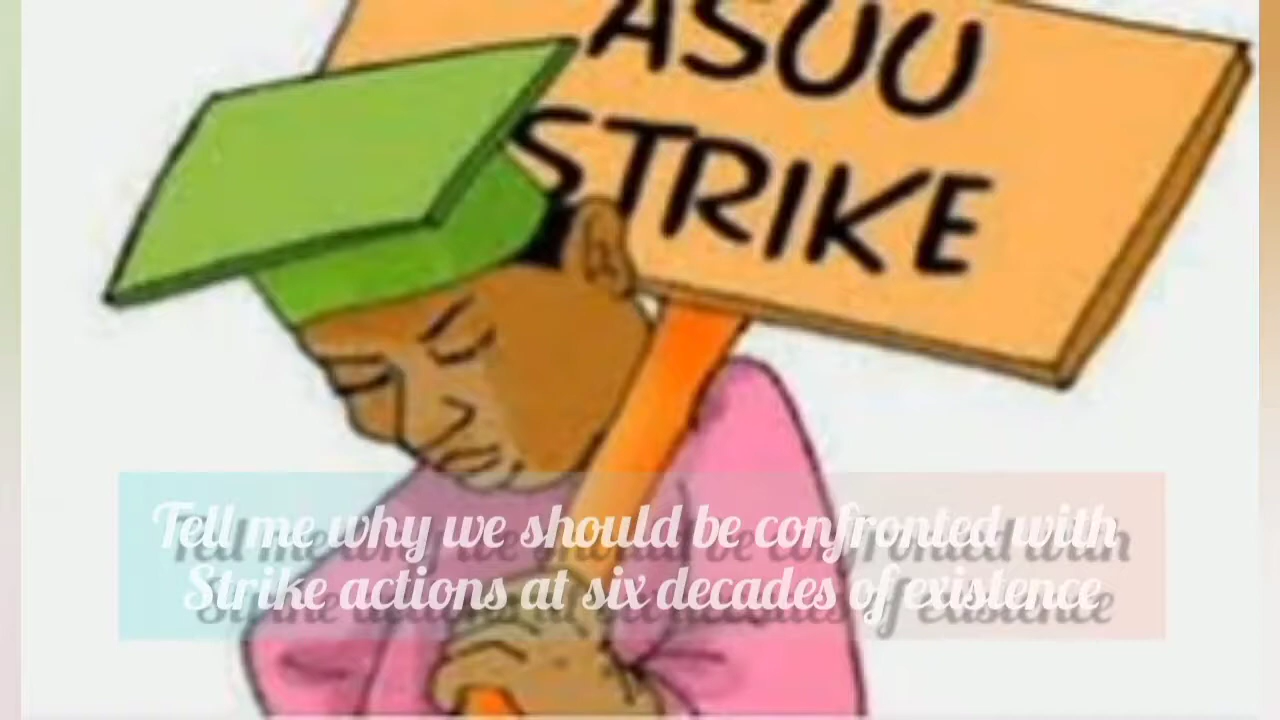 ASUU
STRIKE
Tell me why we should be confronted with
Strike actions at six decades of existence